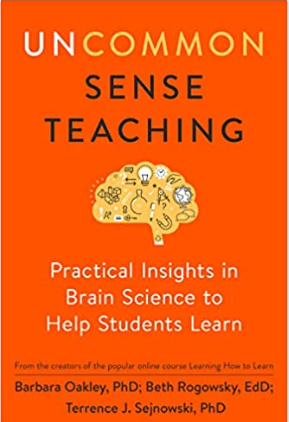 UNCOMMON
SENSE
TEACHING
Practical Insights in
Brain Science to
Help Students Learn
From the creators of the popular online course Learning How to Learn
Barbara Oakley, PhD; Beth Rogowsky, EdD;
Terrence J. Sejnowski, PhD